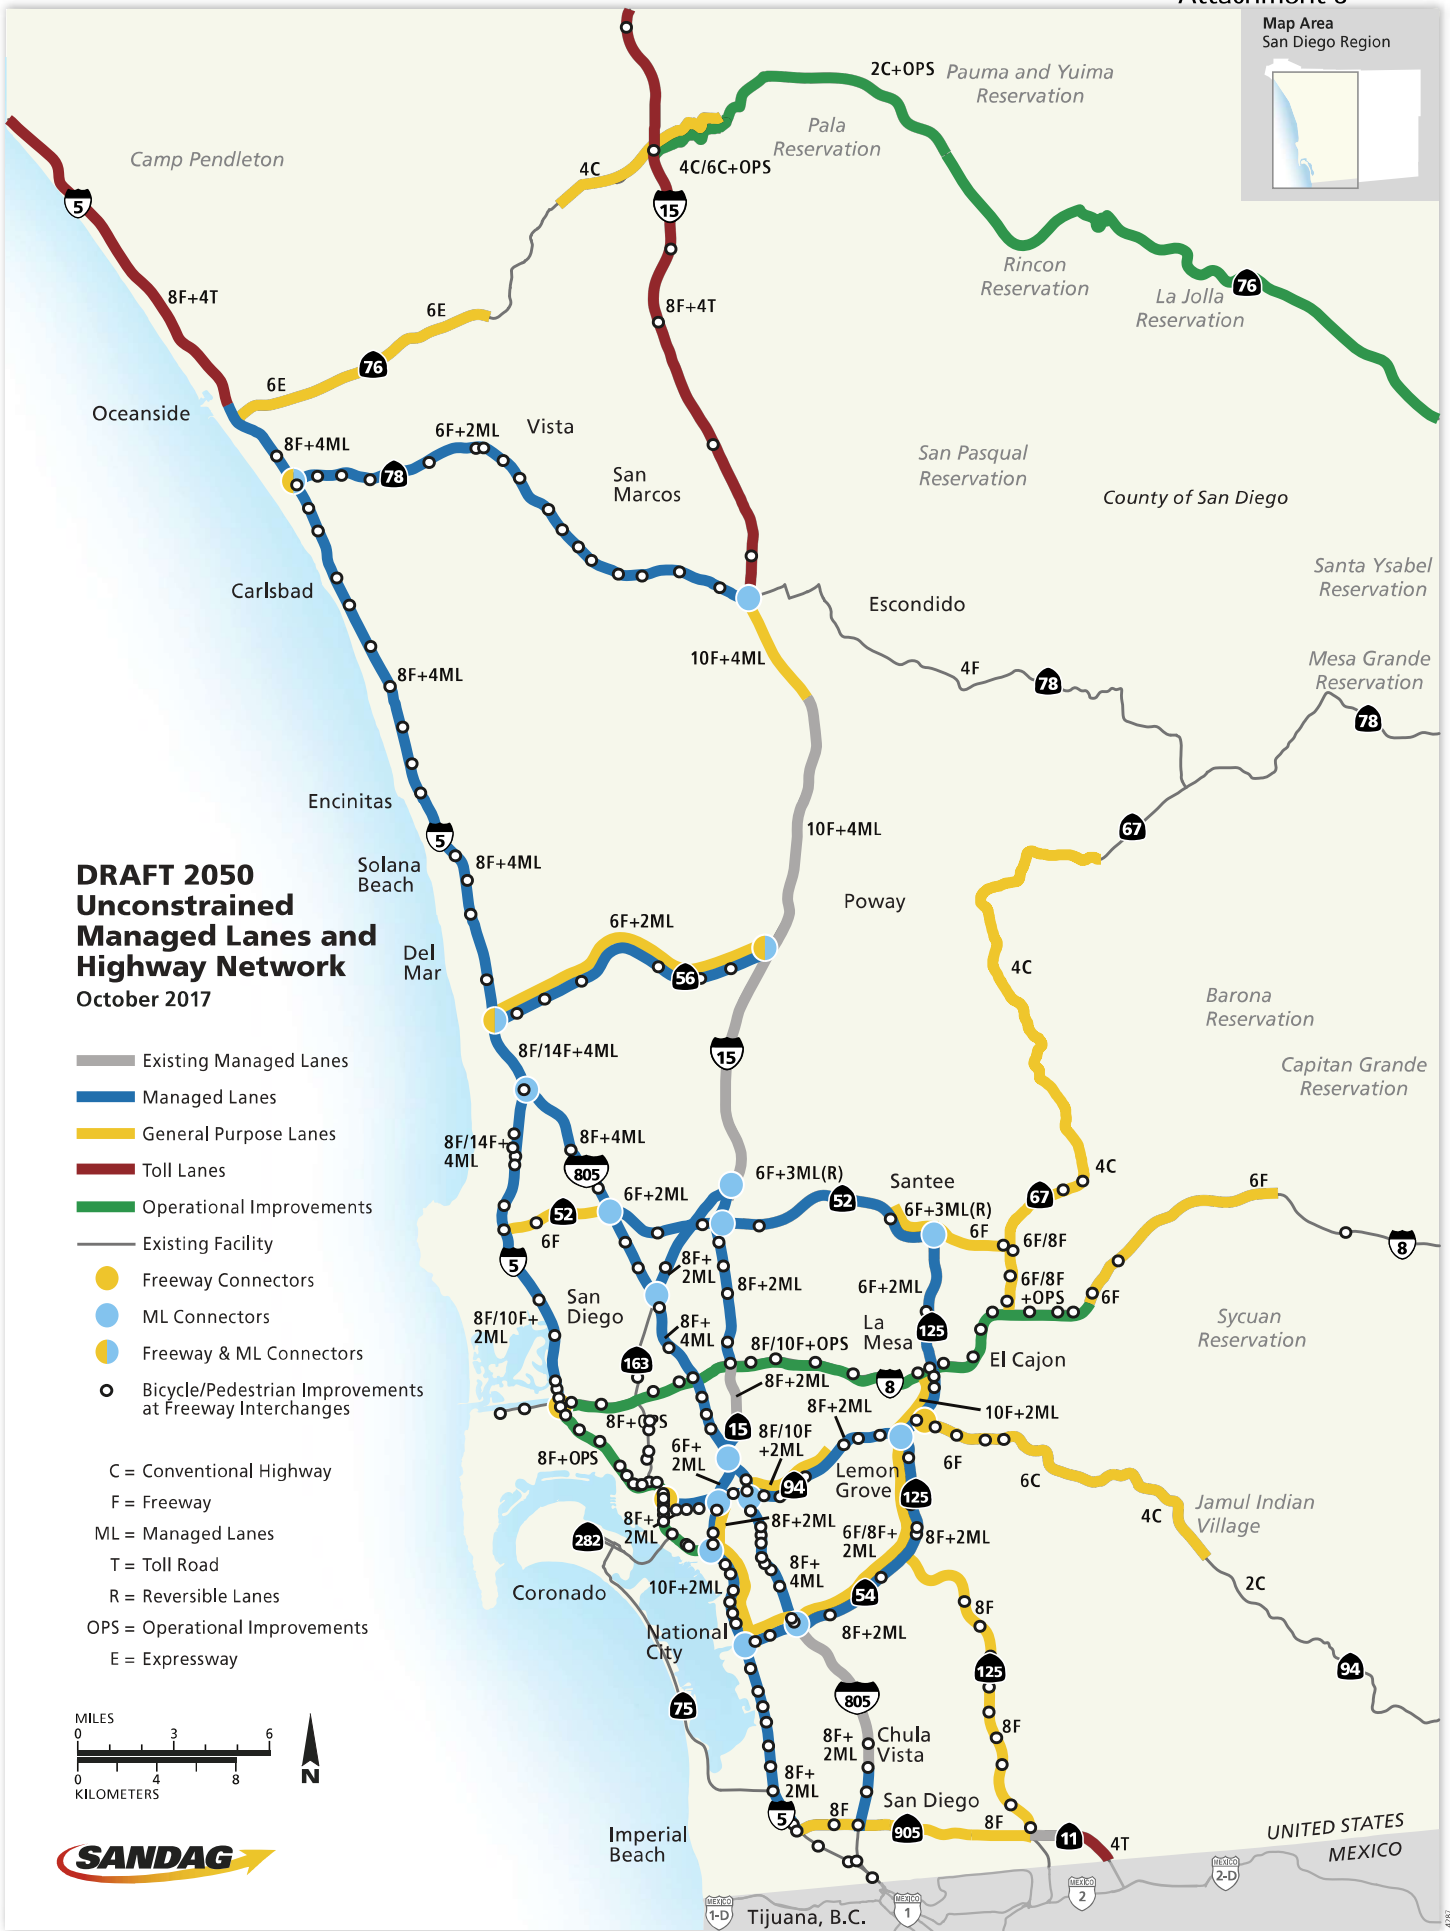 Map Area
San Diego Region
2C+OPS
Pauma and Yuima
Reservation
Pala
Reservation
Camp Pendleton
4C
4C/6C+OPS
5
15
Rincon
Reservation
La Jolla
Reservation
76
8F+4T
8F+4T
6E
76
6E
Oceanside
8F+4ML
6F+2ML
Vista
78
San
Marcos
San Pasqual
Reservation
County of San Diego
Santa Ysabel
Reservation
Carlsbad
Escondido
10F+4ML
8F+4ML
4F
78
Mesa Grande
Reservation
78
Encinitas
5
10F+4ML
67
Solana
Beach
8F+4ML
DRAFT 2050
Unconstrained
Managed Lanes and
Highway Network
October 2017
Poway
6F+2ML
Del
Mar
56
4C
Barona
Reservation
8F/14F+4ML
15
Capitan Grande
Reservation
Existing Managed Lanes
Managed Lanes
General Purpose Lanes
Toll Lanes
Operational Improvements
Existing Facility
Freeway Connectors
ML Connectors
Freeway & ML Connectors
Bicycle/Pedestrian Improvements
at Freeway Interchanges
C = Conventional Highway
F = Freeway
ML = Managed Lanes
T = Toll Road
R = Reversible Lanes
OPS = Operational Improvements
E = Expressway
8F/14F+
4ML
8F+4ML
805
6F+2ML
6F+3ML(R)
52
Santee
6F+3ML(R)
4C
67
6F
52
6F
6F
6F/8F
8
5
8F+
2ML
8F+2ML
6F+2ML
6F/8F
+OPS
6F
San
Diego
8F/10F+
2ML
8F+
4ML
La
Mesa
125
Sycuan
Reservation
163
8F/10F+OPS
El Cajon
8F+2ML
8
8F+2ML
10F+2ML
8F+OPS
15
8F/10F
+2ML
8F+OPS
6F+
2ML
Lemon
Grove
94
6F
6C
125
4C
Jamul Indian
Village
8F+
2ML
8F+2ML
6F/8F+
2ML
8F+2ML
282
8F+
4ML
2C
Coronado
10F+2ML
54
8F
National
City
8F+2ML
125
94
75
805
MILES
0 3 6
0 4 8
KILOMETERS
N
8F+
2ML
Chula
Vista
8F
8F+
2ML
San Diego
5
8F
905
8F
11
4T
Imperial
Beach
UNITED STATES
MEXICO
SANDAG
MEXICO
1-D
Tijuana, B.C.
MEXICO
1
MEXICO
2
MEXICO
2-D